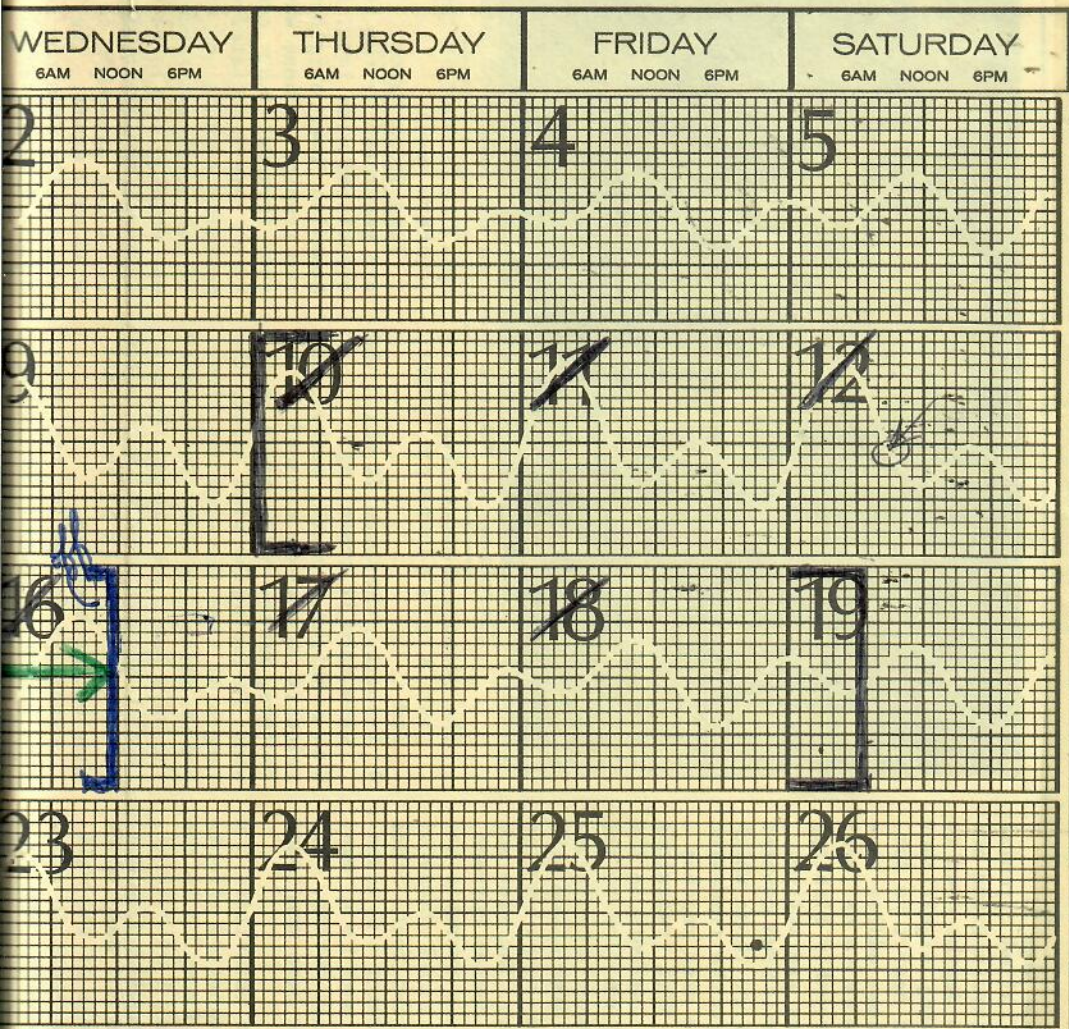 WEDNESDAY THURSDAY FRIDAY SATURDAY
6AM NOON 6PM 6AM NOON 6PM 6AM NOON 6PM 6AM NOON 6PM
2 3 4 5
9 10 11 12
16 17 18 19
23 24 25 26